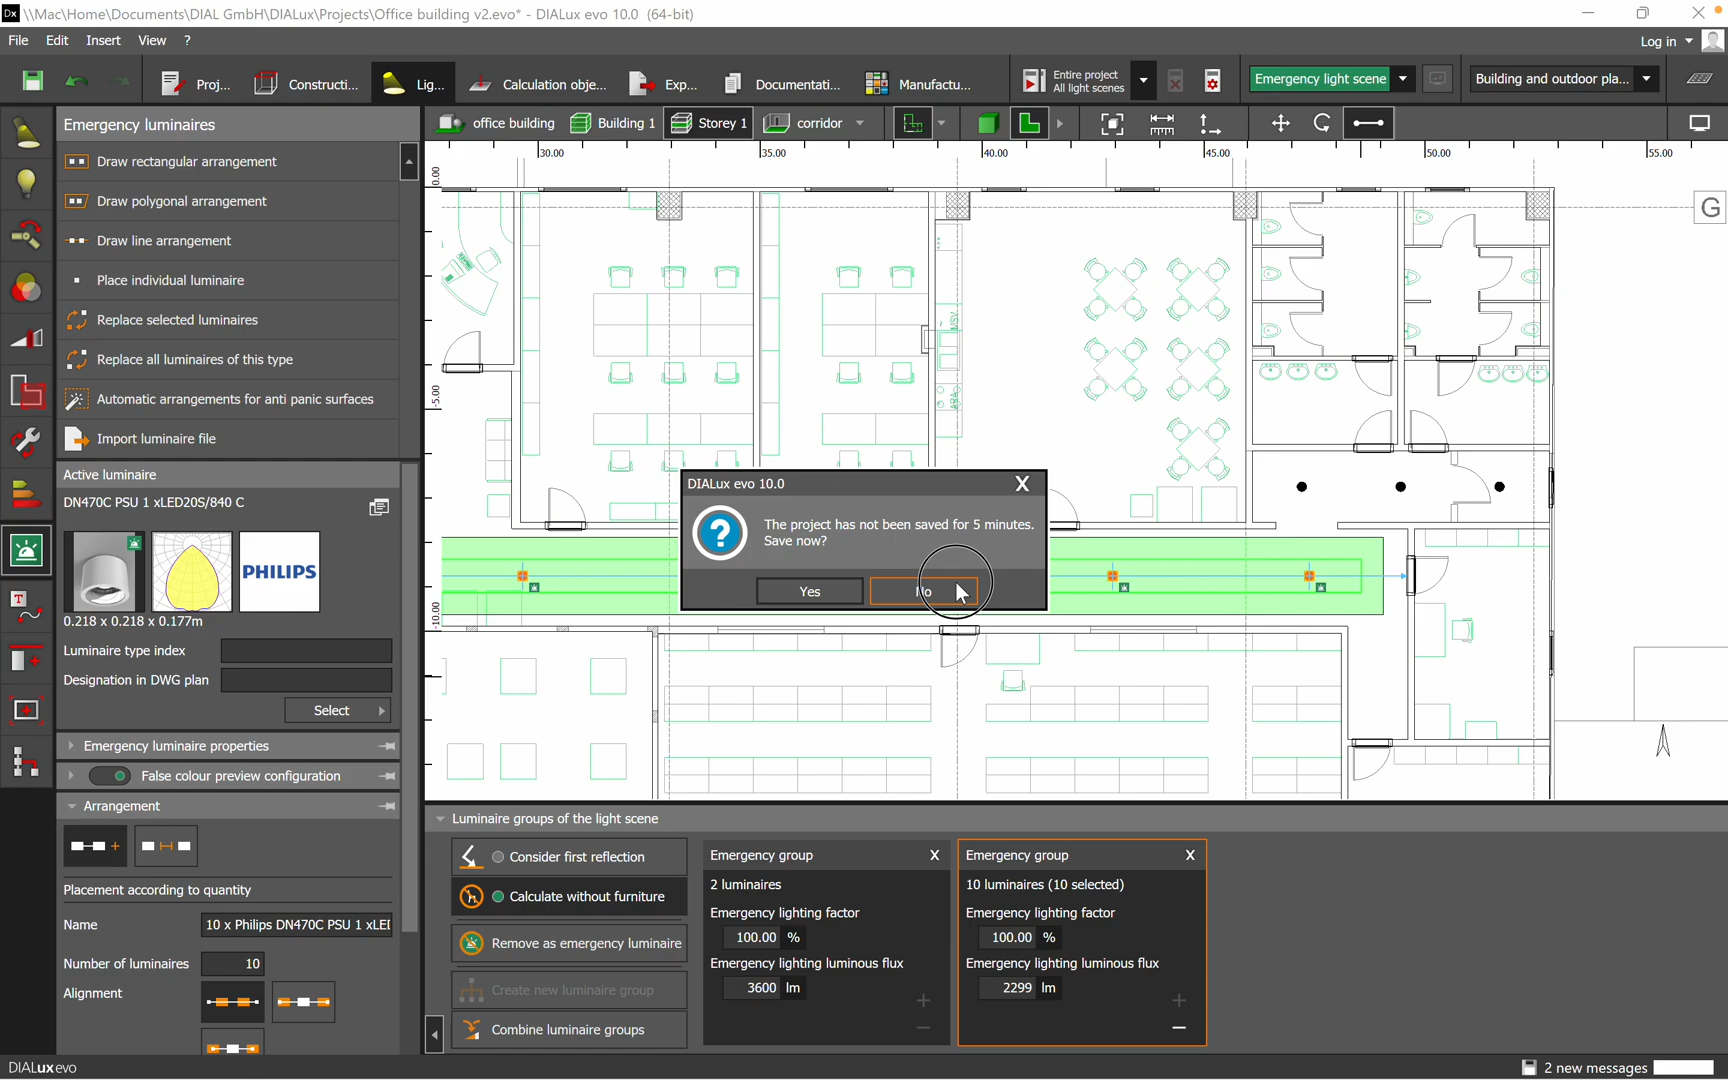 \\Mac\Home\Documents\DIAL GmbH\DIALux\Projects\Office building v2.evo* - DIALux evo 10.0 (64-bit)
File Edit Insert View ?
Log in
Proj... Constructi... Lig... Calculation obje... Exp... Documentati... Manufactu...
Entire project
All light scenes
Emergency light scene
Building and outdoor pla...
Emergency luminaires
office building Building 1 Storey 1 corridor
Draw rectangular arrangement
Draw polygonal arrangement
Draw line arrangement
Place individual luminaire
Replace selected luminaires
Replace all luminaires of this type
Automatic arrangements for anti panic surfaces
Import luminaire file
30.00 35.00 40.00 45.00 50.00 55.00
0.00
-5.00
-10.00
G
MSV
DIALux evo 10.0
X
The project has not been saved for 5 minutes.
Save now?
Yes
No
Active luminaire
DN470C PSU 1 xLED20S/840 C
PHILIPS
0.218 x 0.218 x 0.177m
Luminaire type index
Designation in DWG plan
Select
Emergency luminaire properties
False colour preview configuration
Arrangement
Placement according to quantity
Name 10 x Philips DN470C PSU 1 xLEI
Number of luminaires 10
Alignment
Luminaire groups of the light scene
Consider first reflection
Calculate without furniture
Remove as emergency luminaire
Create new luminaire group
Combine luminaire groups
Emergency group X
2 luminaires
Emergency lighting factor
100.00 %
Emergency lighting luminous flux
3600 lm
Emergency group X
10 luminaires (10 selected)
Emergency lighting factor
100.00 %
Emergency lighting luminous flux
2299 lm
DIALux evo
2 new messages